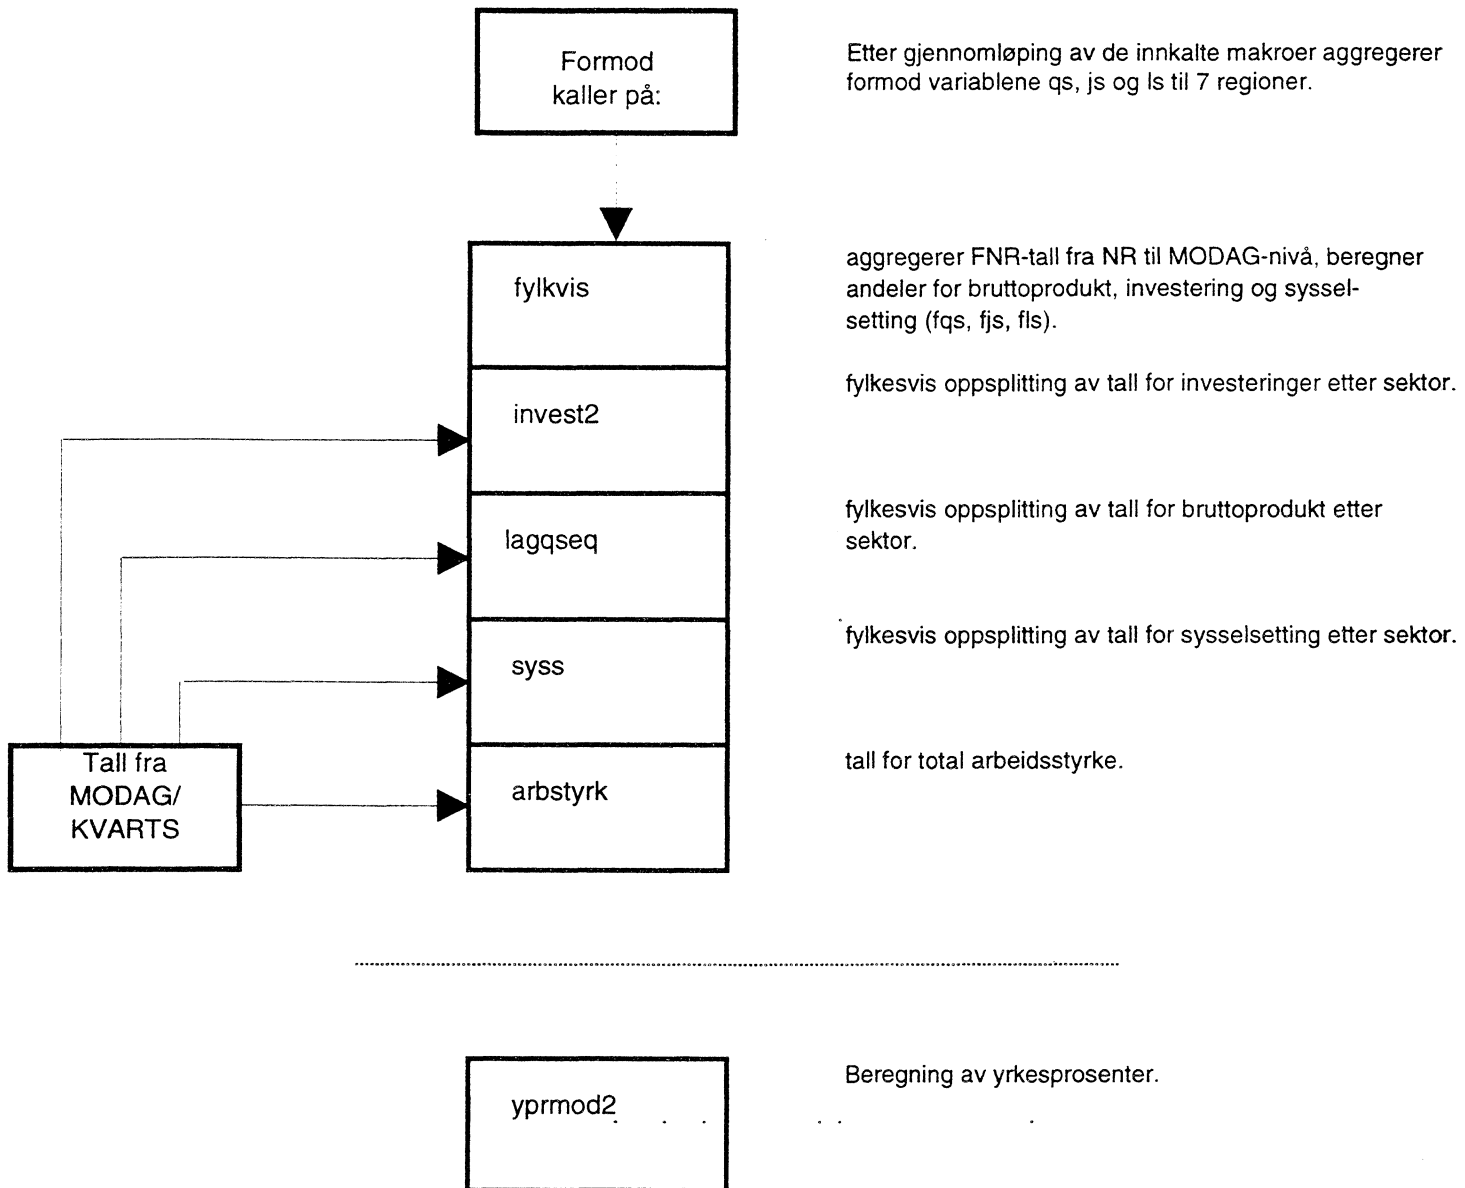 Formod
kaller på:
Etter gjennomløping av de innkalte makroer aggregerer
formod variablene qs, js og ls til 7 regioner.
fylkvis
aggregerer FNR-tall fra NR til MODAG-nivå, beregner
andeler for bruttoprodukt, investering og syssel-
setting (fqs, fjs, fls).
invest2
fylkesvis oppsplitting av tall for investeringer etter sektor.
lagqseq
fylkesvis oppsplitting av tall for bruttoprodukt etter
sektor.
syss
fylkesvis oppsplitting av tall for sysselsetting etter sektor.
Tall fra
MODAG/
KVARTS
arbstyrk
tall for total arbeidsstyrke.
yprmod2
Beregning av yrkesprosenter.